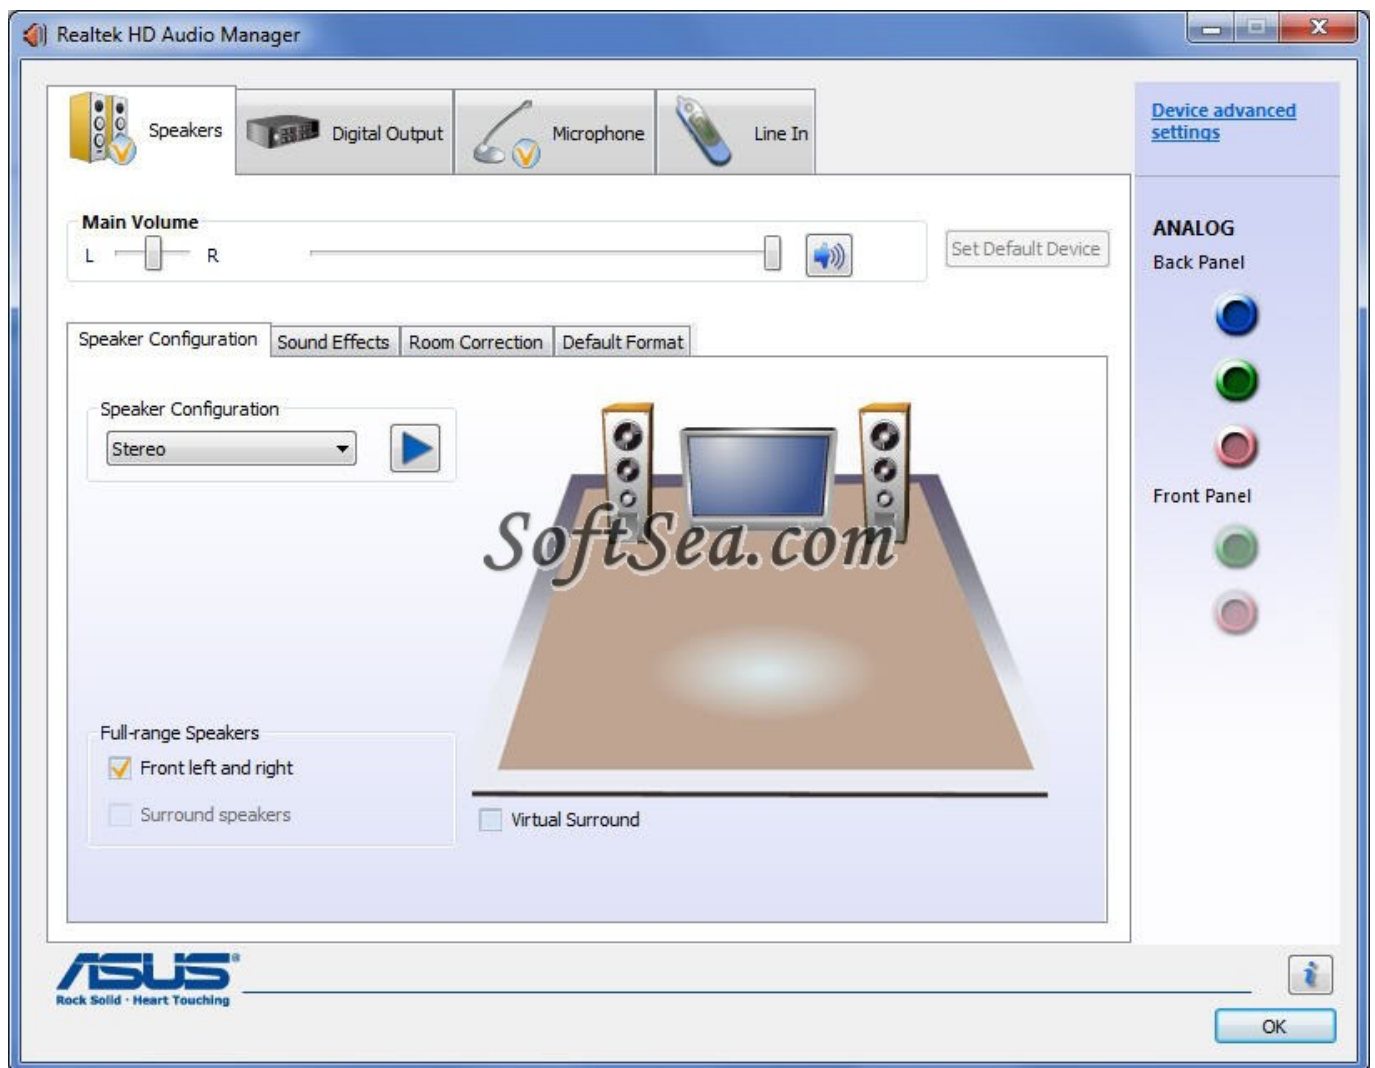 Realtek HD Audio Manager
Speakers
Digital Output
Microphone
Line In
Device advanced
settings
Main Volume
L
R
Set Default Device
ANALOG
Back Panel
Speaker Configuration
Sound Effects
Room Correction
Default Format
Speaker Configuration
Stereo
Front Panel
SoftSea.com
Full-range Speakers
Front left and right
Surround speakers
Virtual Surround
ASUS®
Rock Solid · Heart Touching
i
OK